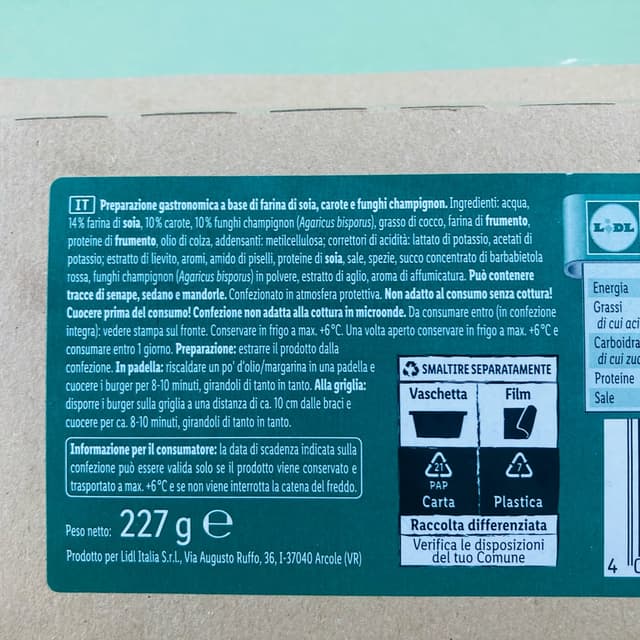 IT Preparazione gastronomica a base di farina di soia, carote e funghi champignon. Ingredienti: acqua,
14% farina di soia, 10% carote, 10% funghi champignon (Agaricus bisporus), grasso di cocco, farina di frumento,
proteine di frumento, olio di colza, addensanti: metilcellulosa; correttori di acidità: lattato di potassio, acetati di
potassio; estratto di lievito, aromi, amido di piselli, proteine di soia, sale, spezie, succo concentrato di barbabietola
rossa, funghi champignon (Agaricus bisporus) in polvere, estratto di aglio, aroma di affumicatura. Può contenere
tracce di senape, sedano e mandorle. Confezionato in atmosfera protettiva. Non adatto al consumo senza cottura!
Cuocere prima del consumo! Confezione non adatta alla cottura in microonde. Da consumare entro (in confezione
integra): vedere stampa sul fronte. Conservare in frigo a max. +6°C. Una volta aperto conservare in frigo a max. +6°C e
consumare entro 1 giorno. Preparazione: estrarre il prodotto dalla
confezione. In padella: riscaldare un po' d'olio/margarina in una padella e
cuocere i burger per 8-10 minuti, girandoli di tanto in tanto. Alla griglia:
disporre i burger sulla griglia a una distanza di ca. 10 cm dalle braci e
cuocere per ca. 8-10 minuti, girandoli di tanto in tanto.
Informazione per il consumatore: la data di scadenza indicata sulla
confezione può essere valida solo se il prodotto viene conservato e
trasportato a max. +6°C e se non viene interrotta la catena del freddo.
Peso netto: 227 g ℮
Prodotto per Lidl Italia S.r.l., Via Augusto Ruffo, 36, I-37040 Arcole (VR)
SMALTIRE SEPARATAMENTE
Vaschetta Film
21 7
PAP
Carta Plastica
Raccolta differenziata
Verifica le disposizioni
del tuo Comune
LIDL
Energia
Grassi
di cui aci
Carboidra
di cui zuc
Proteine
Sale
4